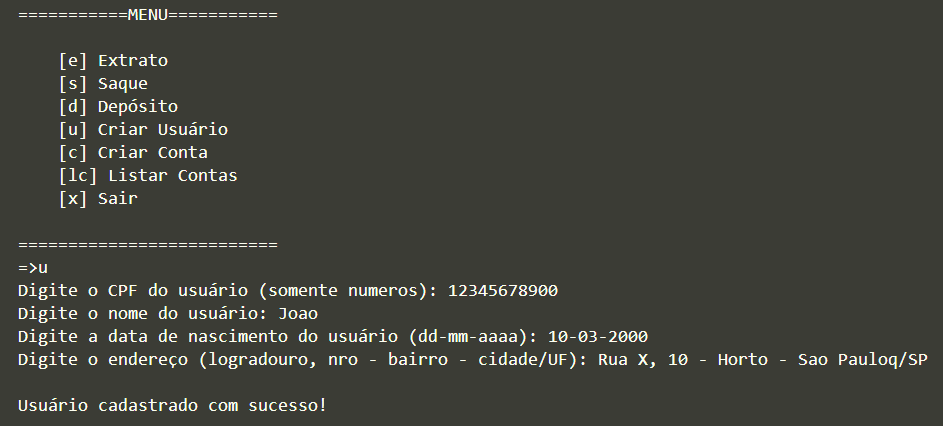 ===========MENU===========
[e] Extrato
[s] Saque
[d] Depósito
[u] Criar Usuário
[c] Criar Conta
[lc] Listar Contas
[x] Sair
==========================
=>u
Digite o CPF do usuário (somente numeros): 12345678900
Digite o nome do usuário: Joao
Digite a data de nascimento do usuário (dd-mm-aaaa): 10-03-2000
Digite o endereço (logradouro, nro - bairro - cidade/UF): Rua X, 10 - Horto - Sao Pauloq/SP
Usuário cadastrado com sucesso!